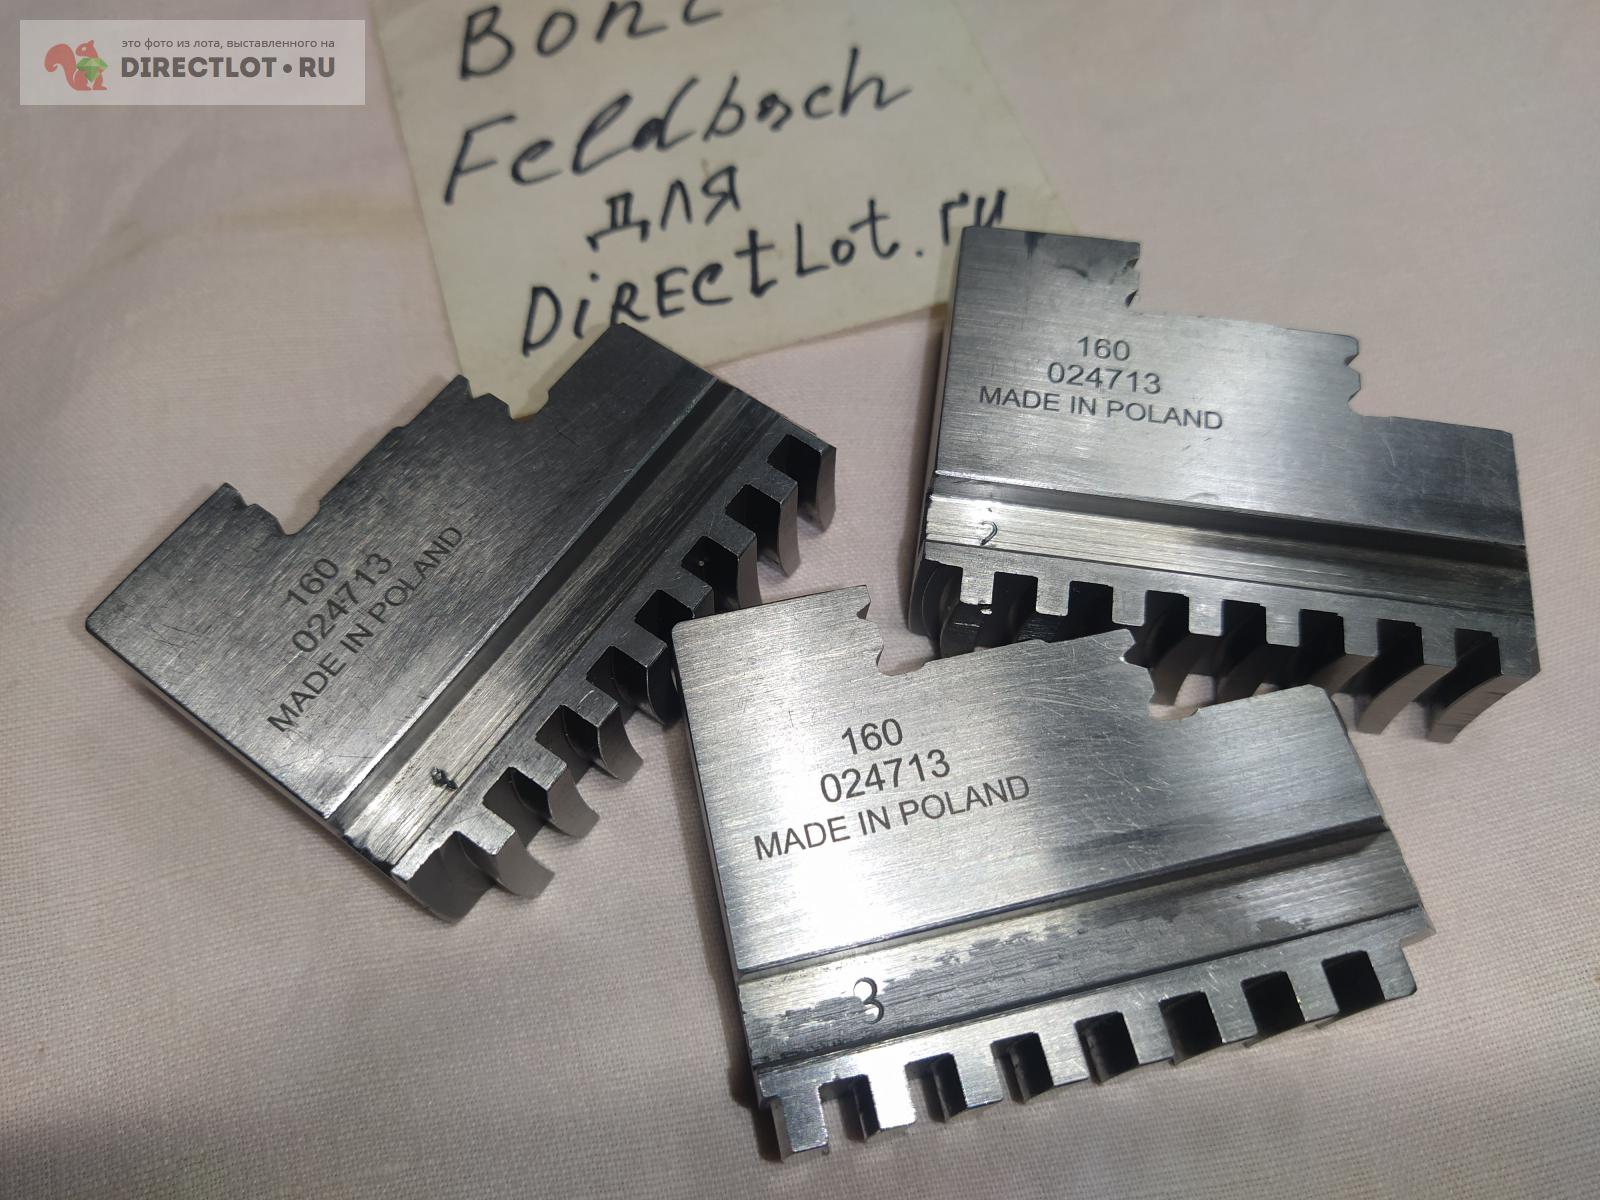 это фото из лота, выставленного на
DIRECTLOT•RU
Feldbsch
для
DiRECtLot.ru
160
024713
MADE IN POLAND
2
160
024713
MADE IN POLAND
160
024713
MADE IN POLAND
3